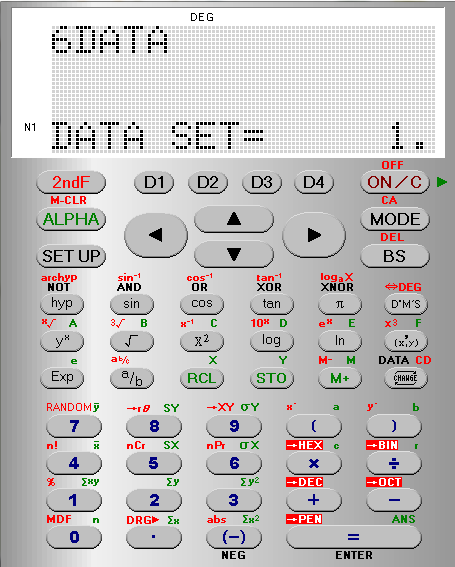 DEG
6DATA
N1 DATA SET= 1.
OFF
2ndF D1 D2 D3 D4 ON/C
M-CLR CA
ALPHA ◀ ▲ ▶ MODE
DEL
SET UP ▼ BS
archyp sin⁻¹ cos⁻¹ tan⁻¹ logₐX ⇔DEG
NOT AND OR XOR XNOR
hyp sin cos tan π D°M'S
ˣ√ A ³√ B x⁻¹ C 10ˣ D eˣ E x³ F
yˣ √ X² log ln (x,y)
e aᵇ/c X Y M- M DATA CD
Exp a/b RCL STO M+ CHANGE
RANDOM ȳ →rθ SY →XY σY x´ a y´ b
7 8 9 ( )
n! x̄ nCr SX nPr σX →HEX c →BIN r
4 5 6 × ÷
% Σxy Σy Σy² →DEC →OCT
1 2 3 + −
MDF n DRG▶ Σx abs Σx² →PEN ANS
0 · (−) =
NEG ENTER